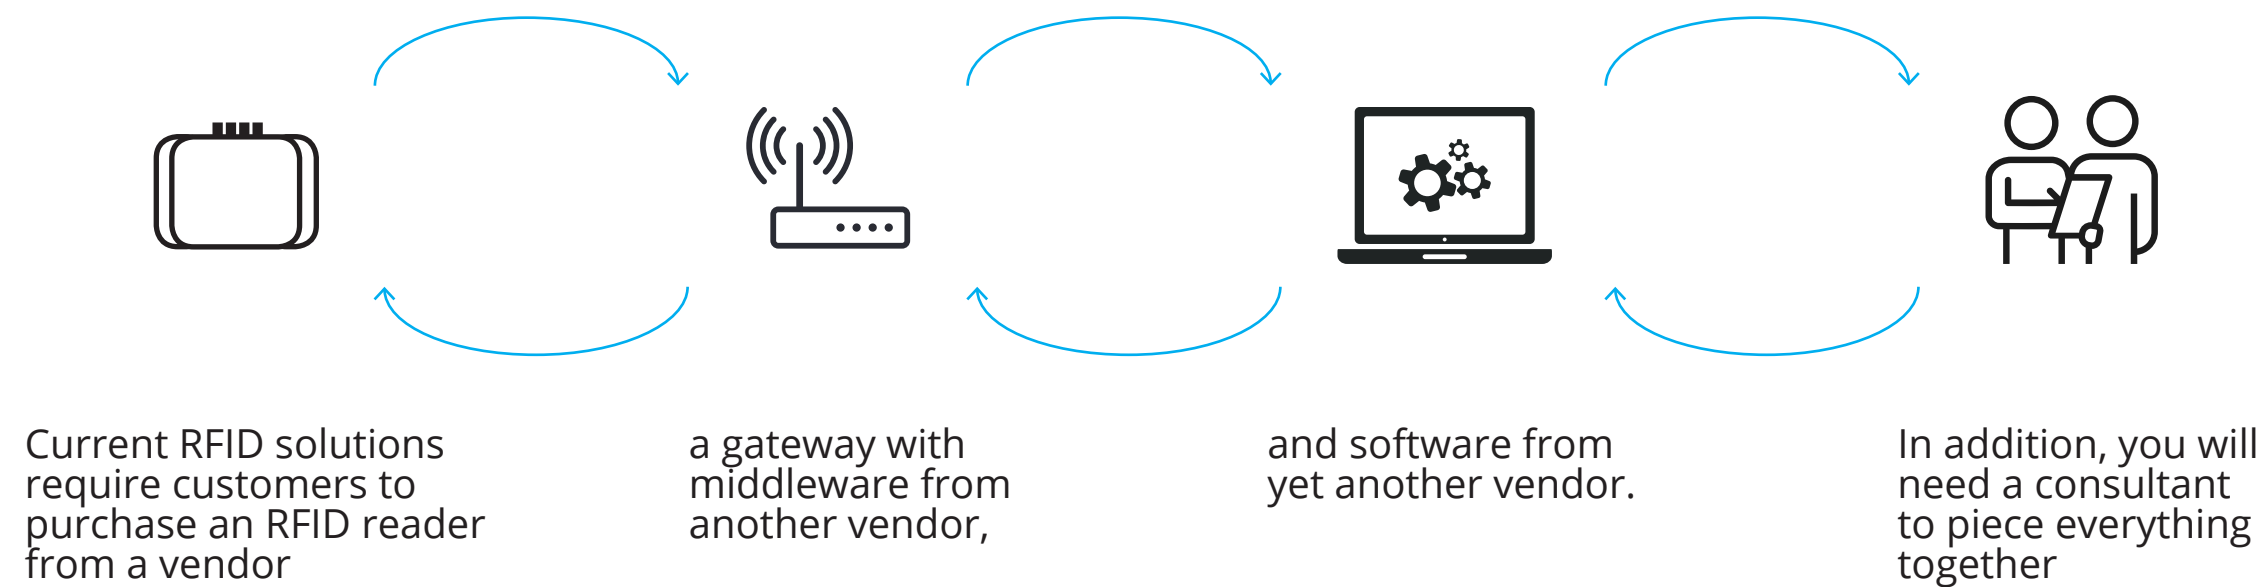 Current RFID solutions
require customers to
purchase an RFID reader
from a vendor
a gateway with
middleware from
another vendor,
and software from
yet another vendor.
In addition, you will
need a consultant
to piece everything
together